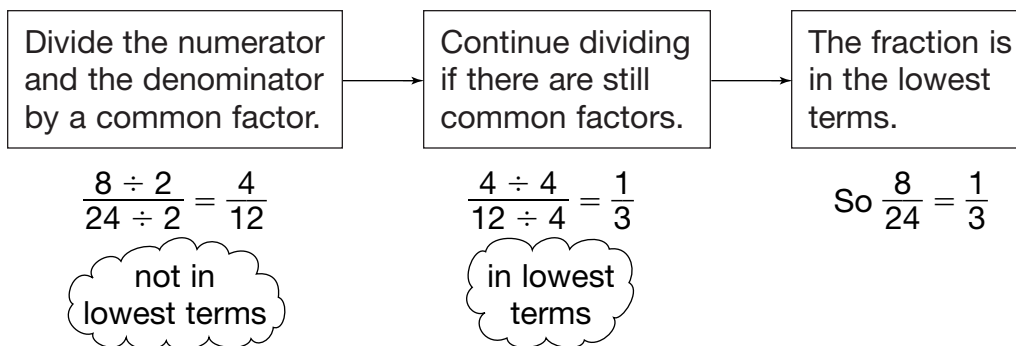 Divide the numerator
and the denominator
by a common factor.
Continue dividing
if there are still
common factors.
The fraction is
in the lowest
terms.
8 ÷ 2 / 24 ÷ 2 = 4 / 12
4 ÷ 4 / 12 ÷ 4 = 1 / 3
So 8 / 24 = 1 / 3
not in
lowest terms
in lowest
terms